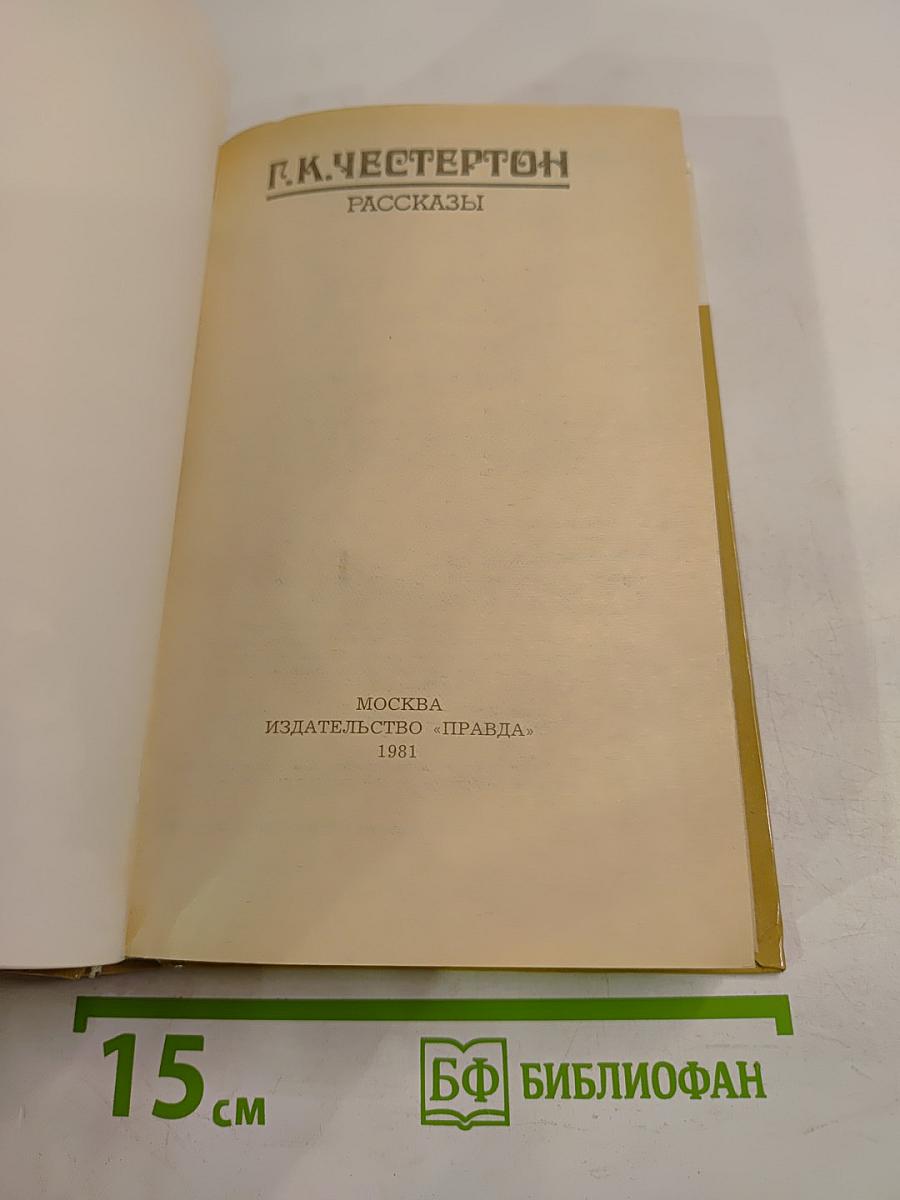 Г.К.ЧЕСТЕРТОН
РАССКАЗЫ
МОСКВА
ИЗДАТЕЛЬСТВО «ПРАВДА»
1981
15 см
БФ БИБЛИОФАН